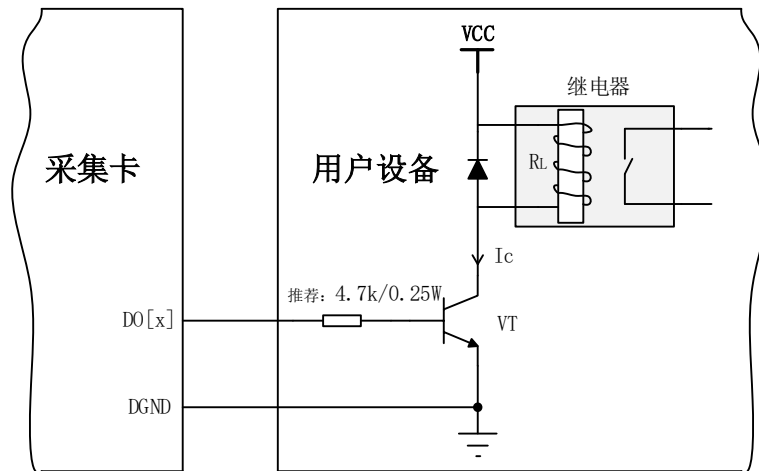 VCC
继电器
采集卡
用户设备
RL
Ic
推荐: 4.7k/0.25W
DO[x]
VT
DGND